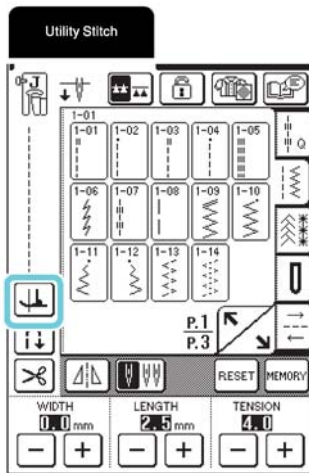 Utility Stitch
J
1-01
1-01 1-02 1-03 1-04 1-05
Q
1-06 1-07 1-08 1-09 1-10
1-11 1-12 1-13 1-14
P.1
P.3
RESET MEMORY
WIDTH LENGTH TENSION
0.0 mm 2.5 mm 4.0
− + − + − +